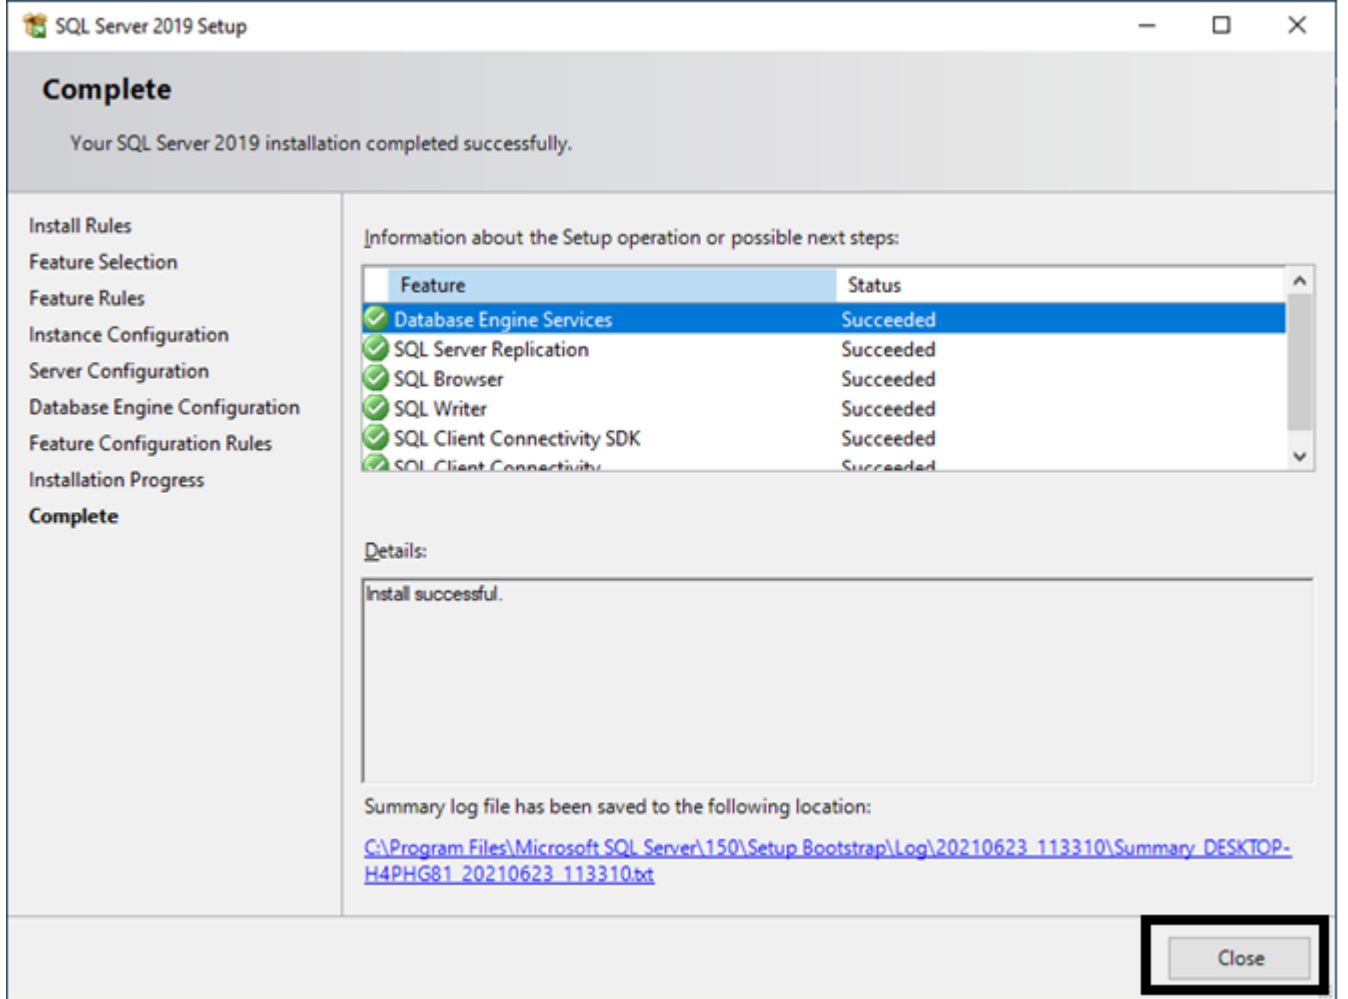 SQL Server 2019 Setup
Complete
Your SQL Server 2019 installation completed successfully.
Install Rules
Feature Selection
Feature Rules
Instance Configuration
Server Configuration
Database Engine Configuration
Feature Configuration Rules
Installation Progress
Complete
Information about the Setup operation or possible next steps:
Feature Status
Database Engine Services Succeeded
SQL Server Replication Succeeded
SQL Browser Succeeded
SQL Writer Succeeded
SQL Client Connectivity SDK Succeeded
SQL Client Connectivity Succeeded
Details:
Install successful.
Summary log file has been saved to the following location:
C:\Program Files\Microsoft SQL Server\150\Setup Bootstrap\Log\20210623_113310\Summary_DESKTOP-
H4PHG81_20210623_113310.txt
Close